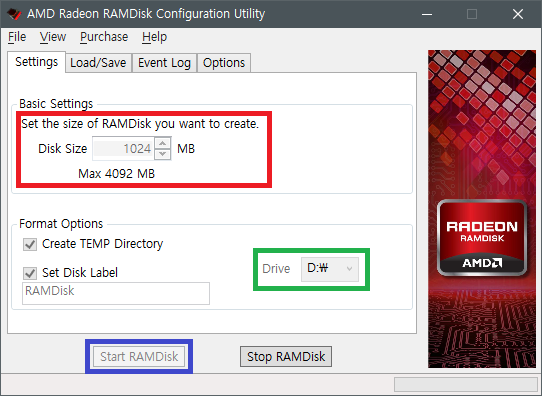 AMD Radeon RAMDisk Configuration Utility
File View Purchase Help
Settings Load/Save Event Log Options
Basic Settings
Set the size of RAMDisk you want to create.
Disk Size 1024 MB
Max 4092 MB
Format Options
Create TEMP Directory
Set Disk Label
RAMDisk
Drive D:₩
Start RAMDisk Stop RAMDisk
RADEON
RAMDISK
AMD